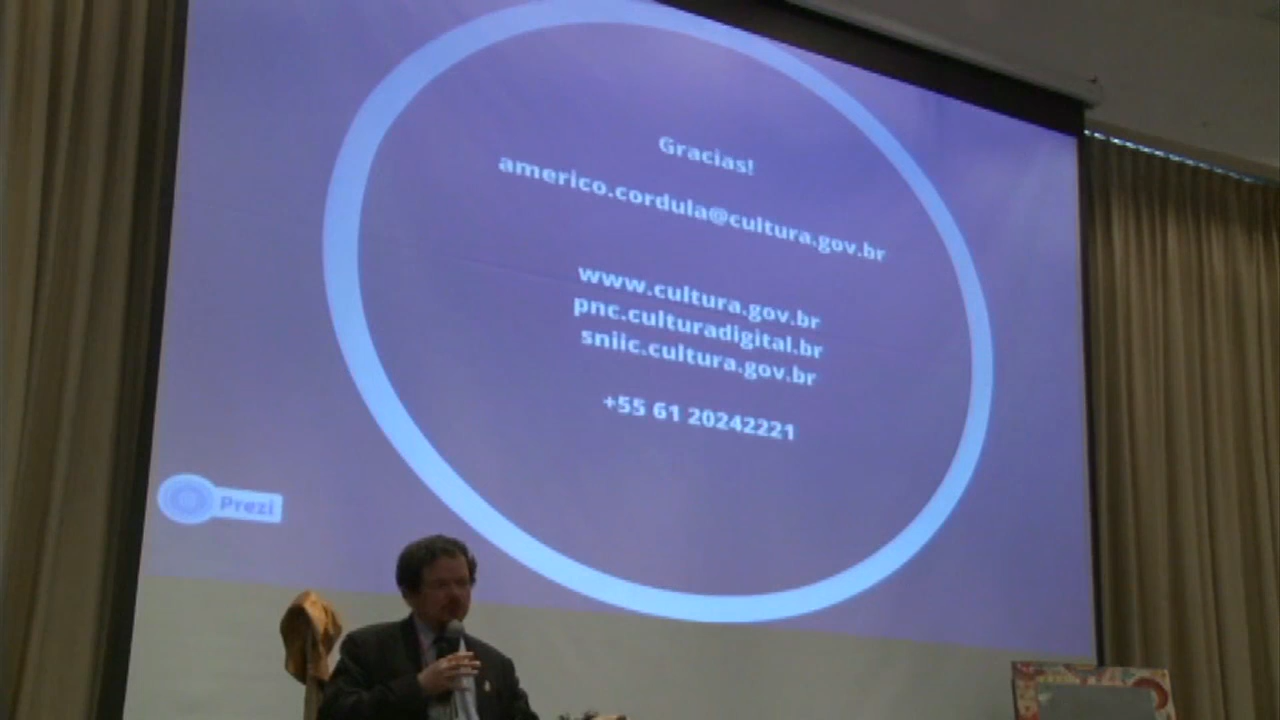 Gracias!
americo.cordula@cultura.gov.br
www.cultura.gov.br
pnc.culturadigital.br
sniic.cultura.gov.br
+55 61 20242221
Prezi